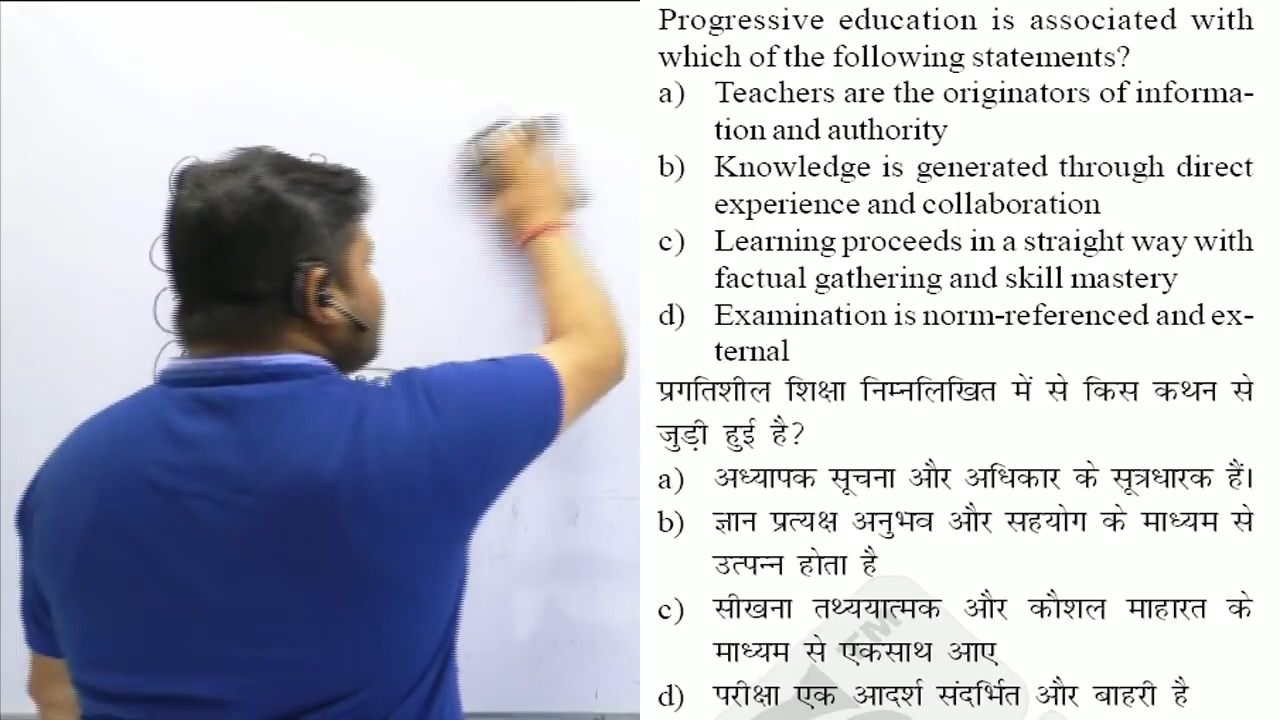 Progressive education is associated with
which of the following statements?
a) Teachers are the originators of informa-
tion and authority
b) Knowledge is generated through direct
experience and collaboration
c) Learning proceeds in a straight way with
factual gathering and skill mastery
d) Examination is norm-referenced and ex-
ternal
प्रगतिशील शिक्षा निम्नलिखित में से किस कथन से
जुड़ी हुई है?
a) अध्यापक सूचना और अधिकार के सूत्रधारक हैं।
b) ज्ञान प्रत्यक्ष अनुभव और सहयोग के माध्यम से
उत्पन्न होता है
c) सीखना तथ्ययात्मक और कौशल माहारत के
माध्यम से एकसाथ आए
d) परीक्षा एक आदर्श संदर्भित और बाहरी है